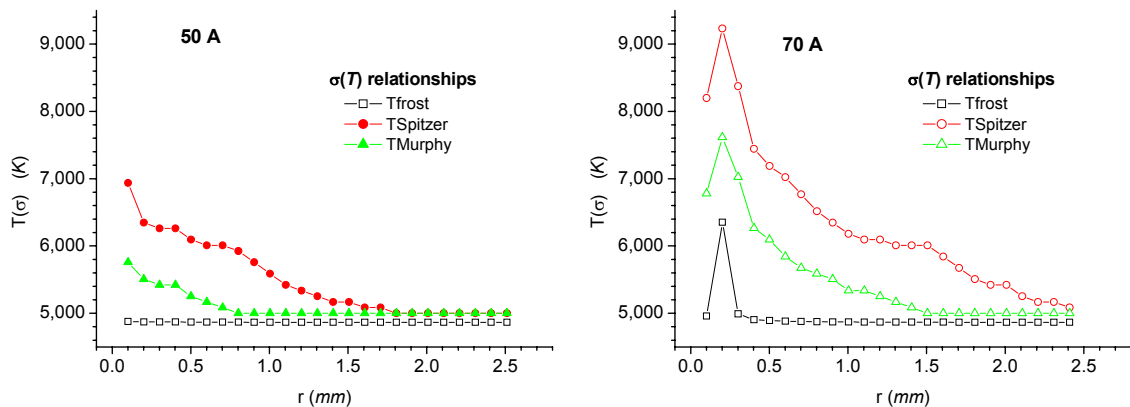 50 A
σ(T) relationships
Tfrost
TSpitzer
TMurphy
9,000
8,000
7,000
6,000
5,000
T(σ) (K)
0.0 0.5 1.0 1.5 2.0 2.5
r (mm)
70 A
σ(T) relationships
Tfrost
TSpitzer
TMurphy
9,000
8,000
7,000
6,000
5,000
T(σ) (K)
0.0 0.5 1.0 1.5 2.0 2.5
r (mm)